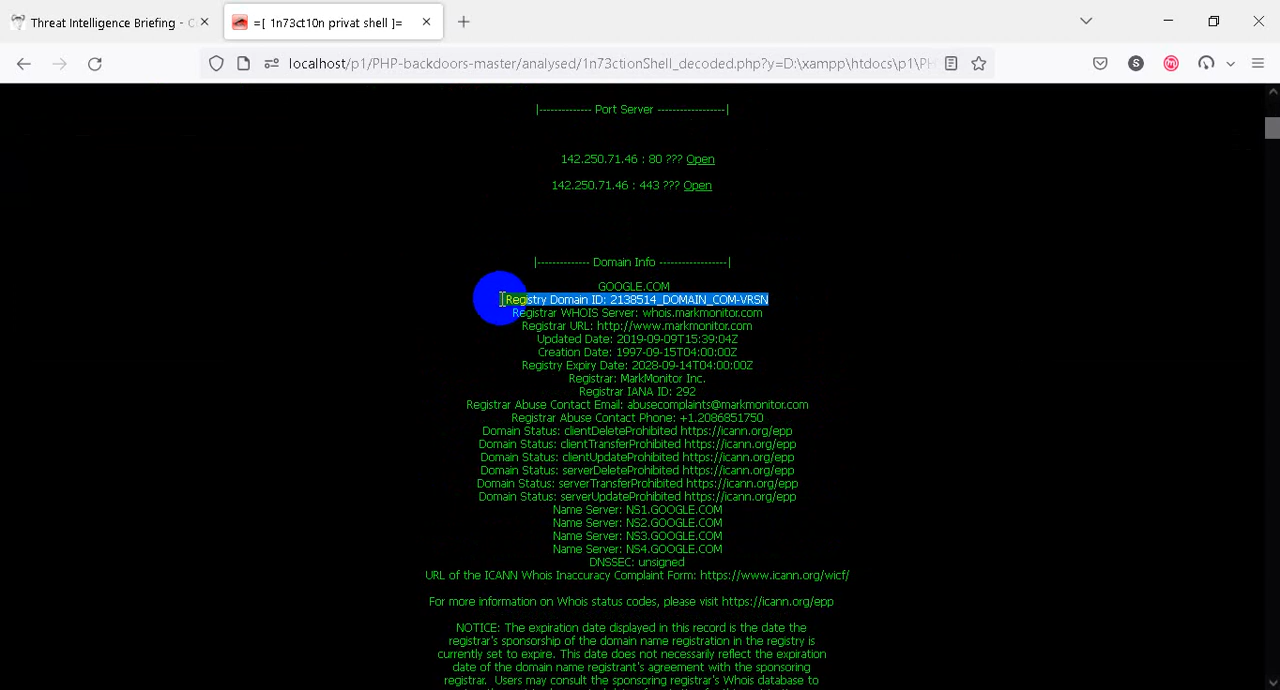 Threat Intelligence Briefing - C
=[ 1n73ct10n privat shell ]=
localhost/p1/PHP-backdoors-master/analysed/1n73ctionShell_decoded.php?y=D:\xampp\htdocs\p1\PH
|-------------- Port Server ------------------|
142.250.71.46 : 80 ??? Open
142.250.71.46 : 443 ??? Open
|-------------- Domain Info ------------------|
GOOGLE.COM
Registry Domain ID: 2138514_DOMAIN_COM-VRSN
Registrar WHOIS Server: whois.markmonitor.com
Registrar URL: http://www.markmonitor.com
Updated Date: 2019-09-09T15:39:04Z
Creation Date: 1997-09-15T04:00:00Z
Registry Expiry Date: 2028-09-14T04:00:00Z
Registrar: MarkMonitor Inc.
Registrar IANA ID: 292
Registrar Abuse Contact Email: abusecomplaints@markmonitor.com
Registrar Abuse Contact Phone: +1.2086851750
Domain Status: clientDeleteProhibited https://icann.org/epp
Domain Status: clientTransferProhibited https://icann.org/epp
Domain Status: clientUpdateProhibited https://icann.org/epp
Domain Status: serverDeleteProhibited https://icann.org/epp
Domain Status: serverTransferProhibited https://icann.org/epp
Domain Status: serverUpdateProhibited https://icann.org/epp
Name Server: NS1.GOOGLE.COM
Name Server: NS2.GOOGLE.COM
Name Server: NS3.GOOGLE.COM
Name Server: NS4.GOOGLE.COM
DNSSEC: unsigned
URL of the ICANN Whois Inaccuracy Complaint Form: https://www.icann.org/wicf/
For more information on Whois status codes, please visit https://icann.org/epp
NOTICE: The expiration date displayed in this record is the date the
registrar's sponsorship of the domain name registration in the registry is
currently set to expire. This date does not necessarily reflect the expiration
date of the domain name registrant's agreement with the sponsoring
registrar. Users may consult the sponsoring registrar's Whois database to